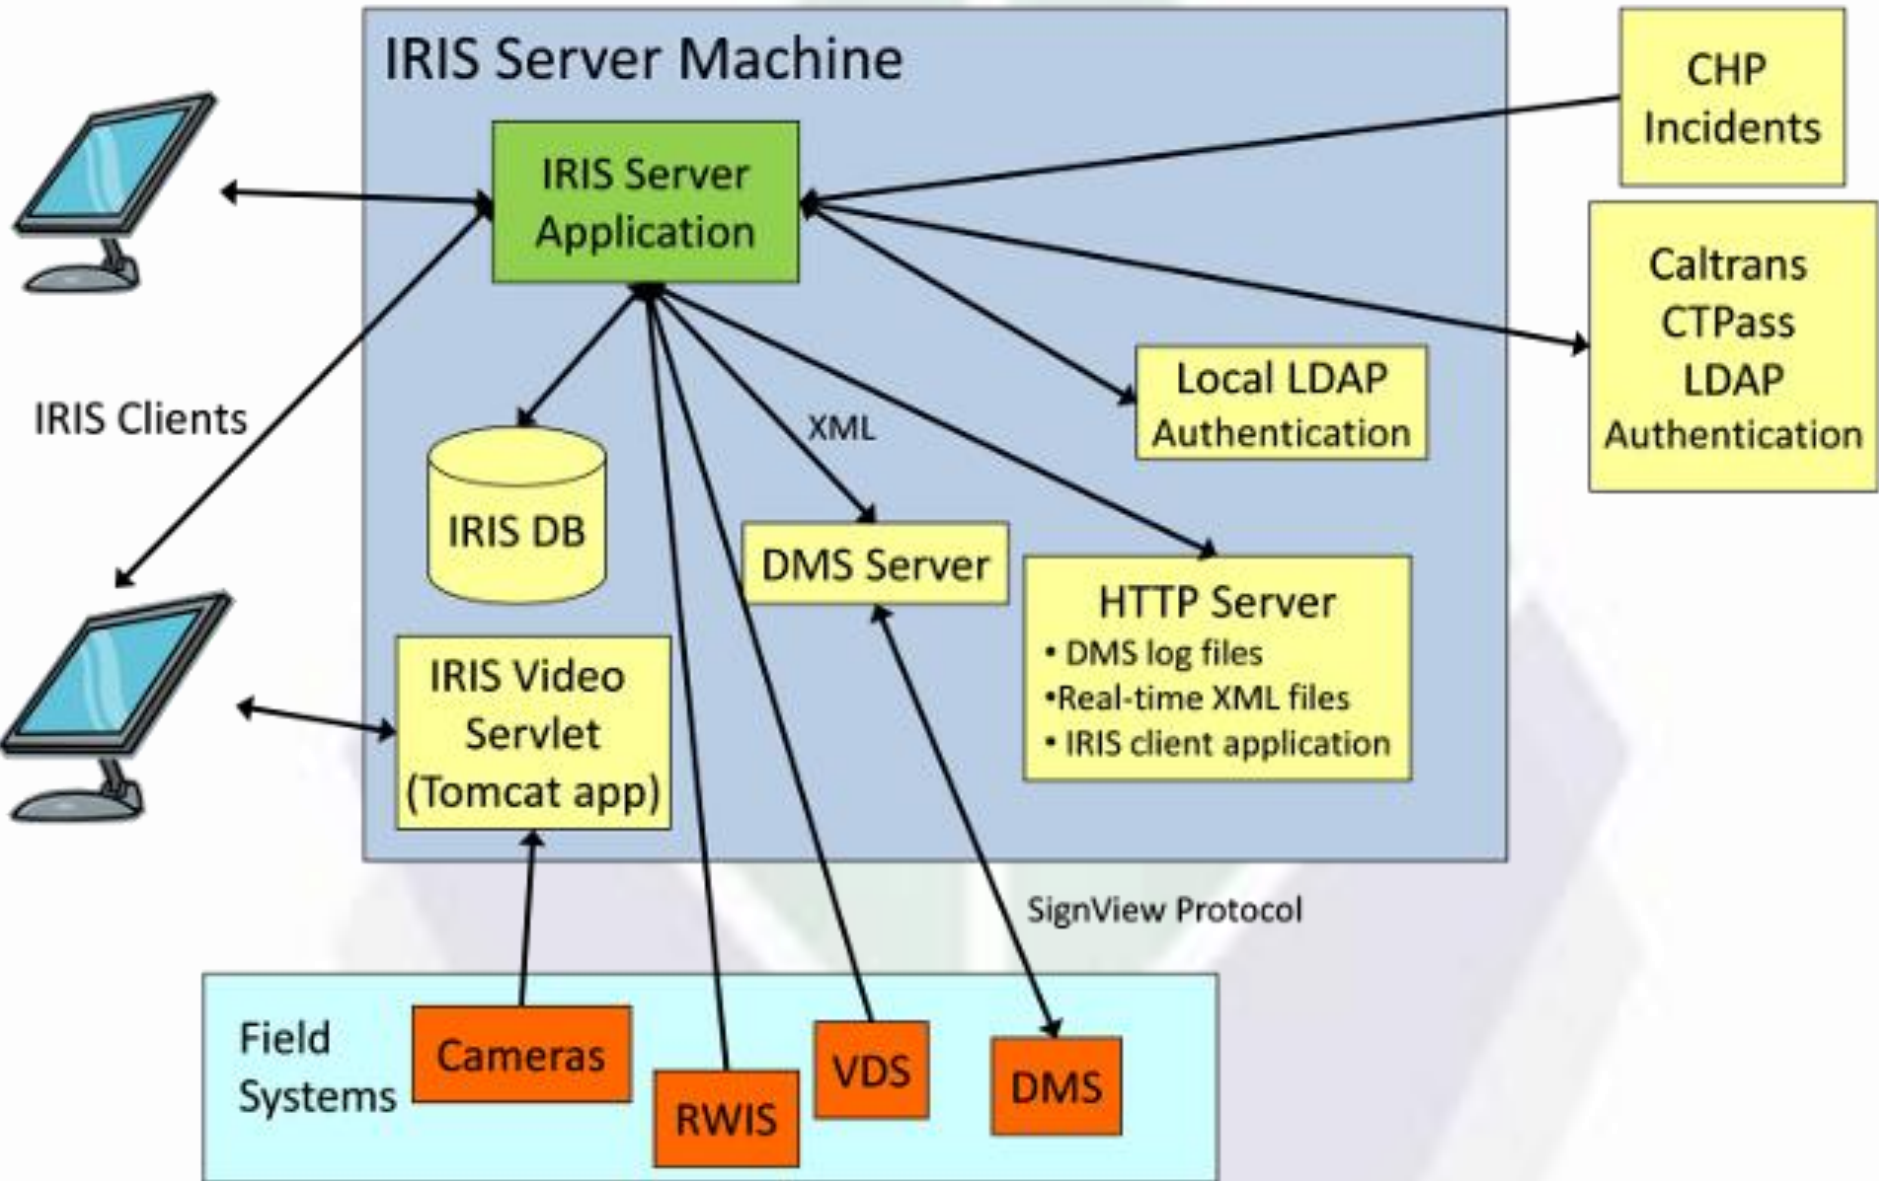 IRIS Server Machine
CHP
Incidents
IRIS Server
Application
Caltrans
CTPass
LDAP
Authentication
Local LDAP
Authentication
IRIS Clients
XML
IRIS DB
DMS Server
HTTP Server
• DMS log files
•Real-time XML files
• IRIS client application
IRIS Video
Servlet
(Tomcat app)
SignView Protocol
Field
Systems
Cameras
RWIS
VDS
DMS